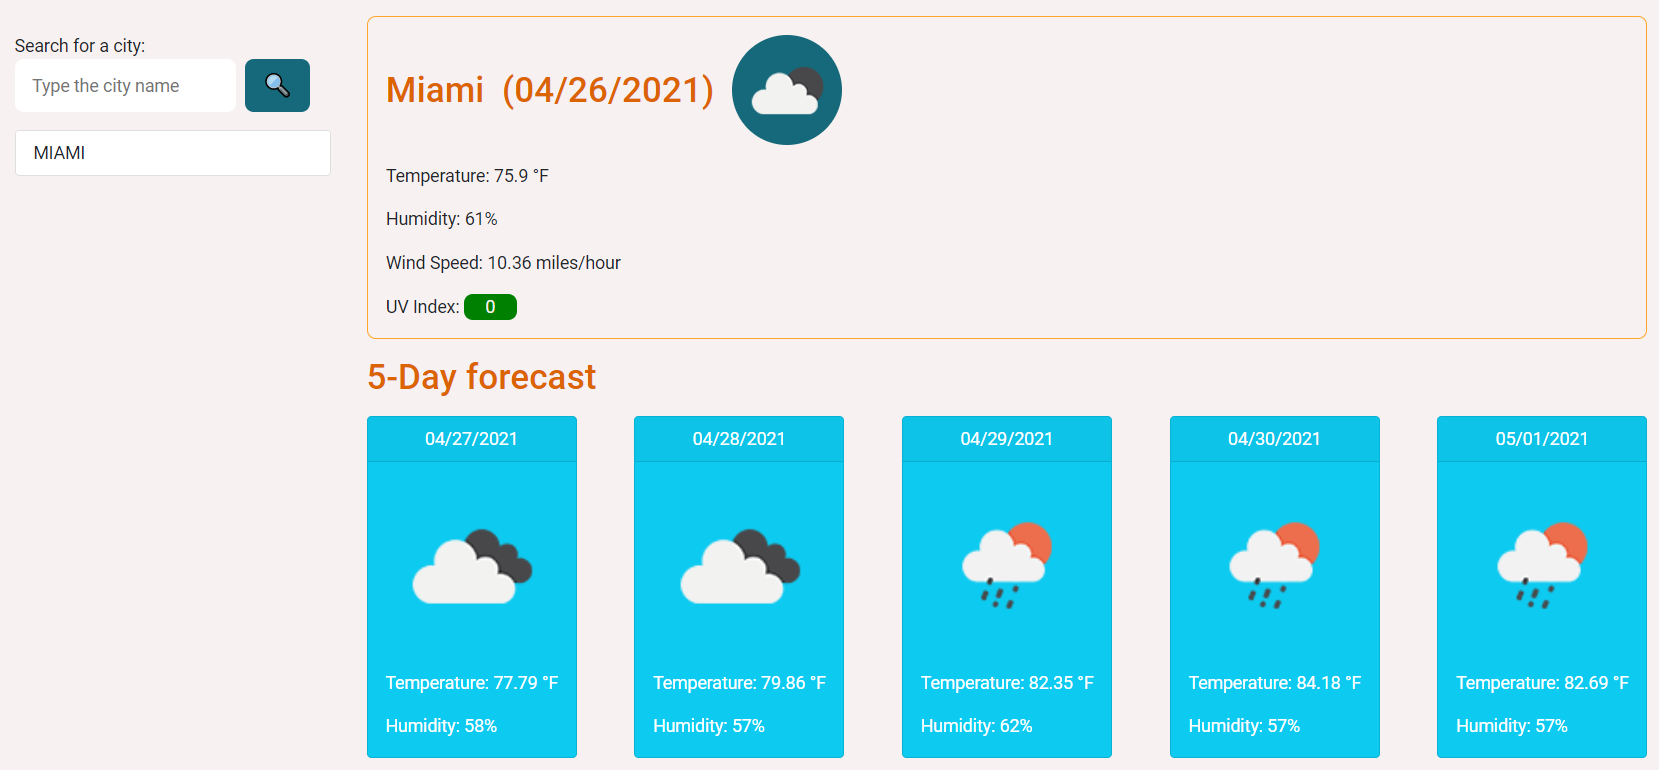 Search for a city:
Type the city name
MIAMI
Miami (04/26/2021)
Temperature: 75.9 °F
Humidity: 61%
Wind Speed: 10.36 miles/hour
UV Index: 0
5-Day forecast
04/27/2021
Temperature: 77.79 °F
Humidity: 58%
04/28/2021
Temperature: 79.86 °F
Humidity: 57%
04/29/2021
Temperature: 82.35 °F
Humidity: 62%
04/30/2021
Temperature: 84.18 °F
Humidity: 57%
05/01/2021
Temperature: 82.69 °F
Humidity: 57%